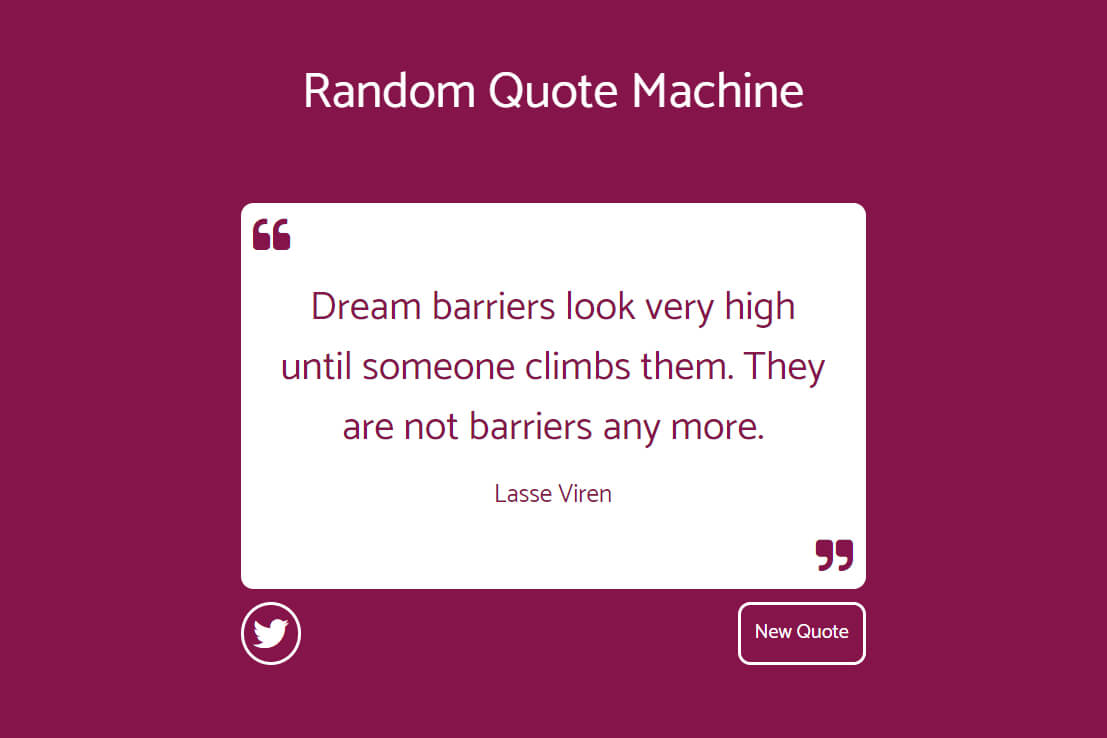 Random Quote Machine
Dream barriers look very high
until someone climbs them. They
are not barriers any more.
Lasse Viren
New Quote